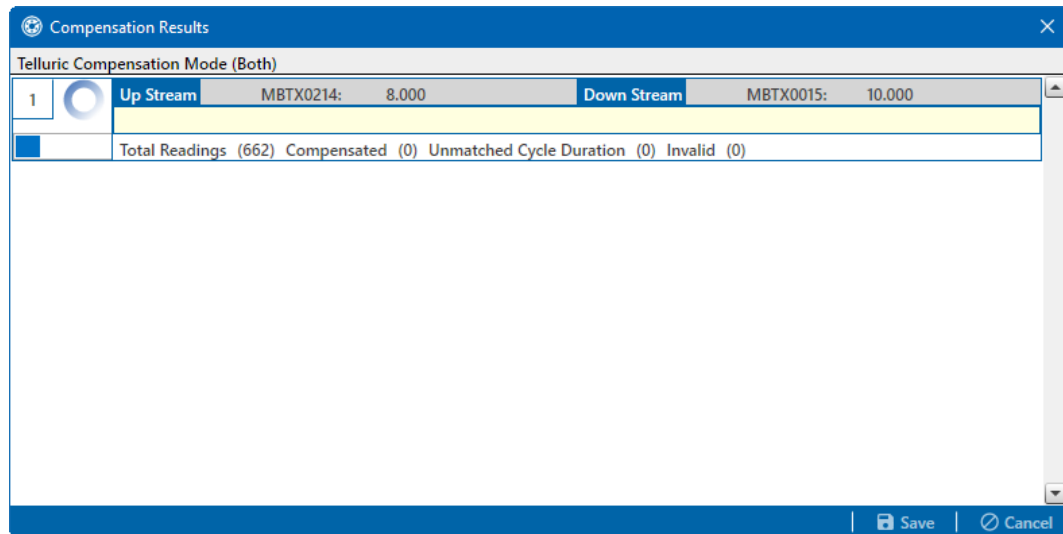 Compensation Results
Telluric Compensation Mode (Both)
1 Up Stream MBTX0214: 8.000 Down Stream MBTX0015: 10.000
Total Readings (662) Compensated (0) Unmatched Cycle Duration (0) Invalid (0)
Save Cancel